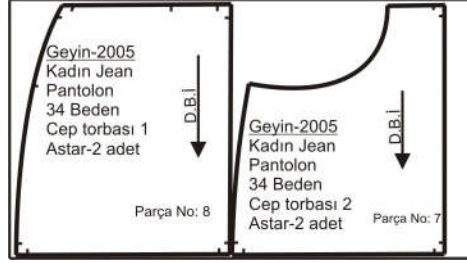 Geyin-2005
Kadın Jean
Pantolon
34 Beden
Cep torbası 1
Astar-2 adet
D.B.İ
Parça No: 8
Geyin-2005
Kadın Jean
Pantolon
34 Beden
Cep torbası 2
Astar-2 adet
D.B.İ
Parça No: 7